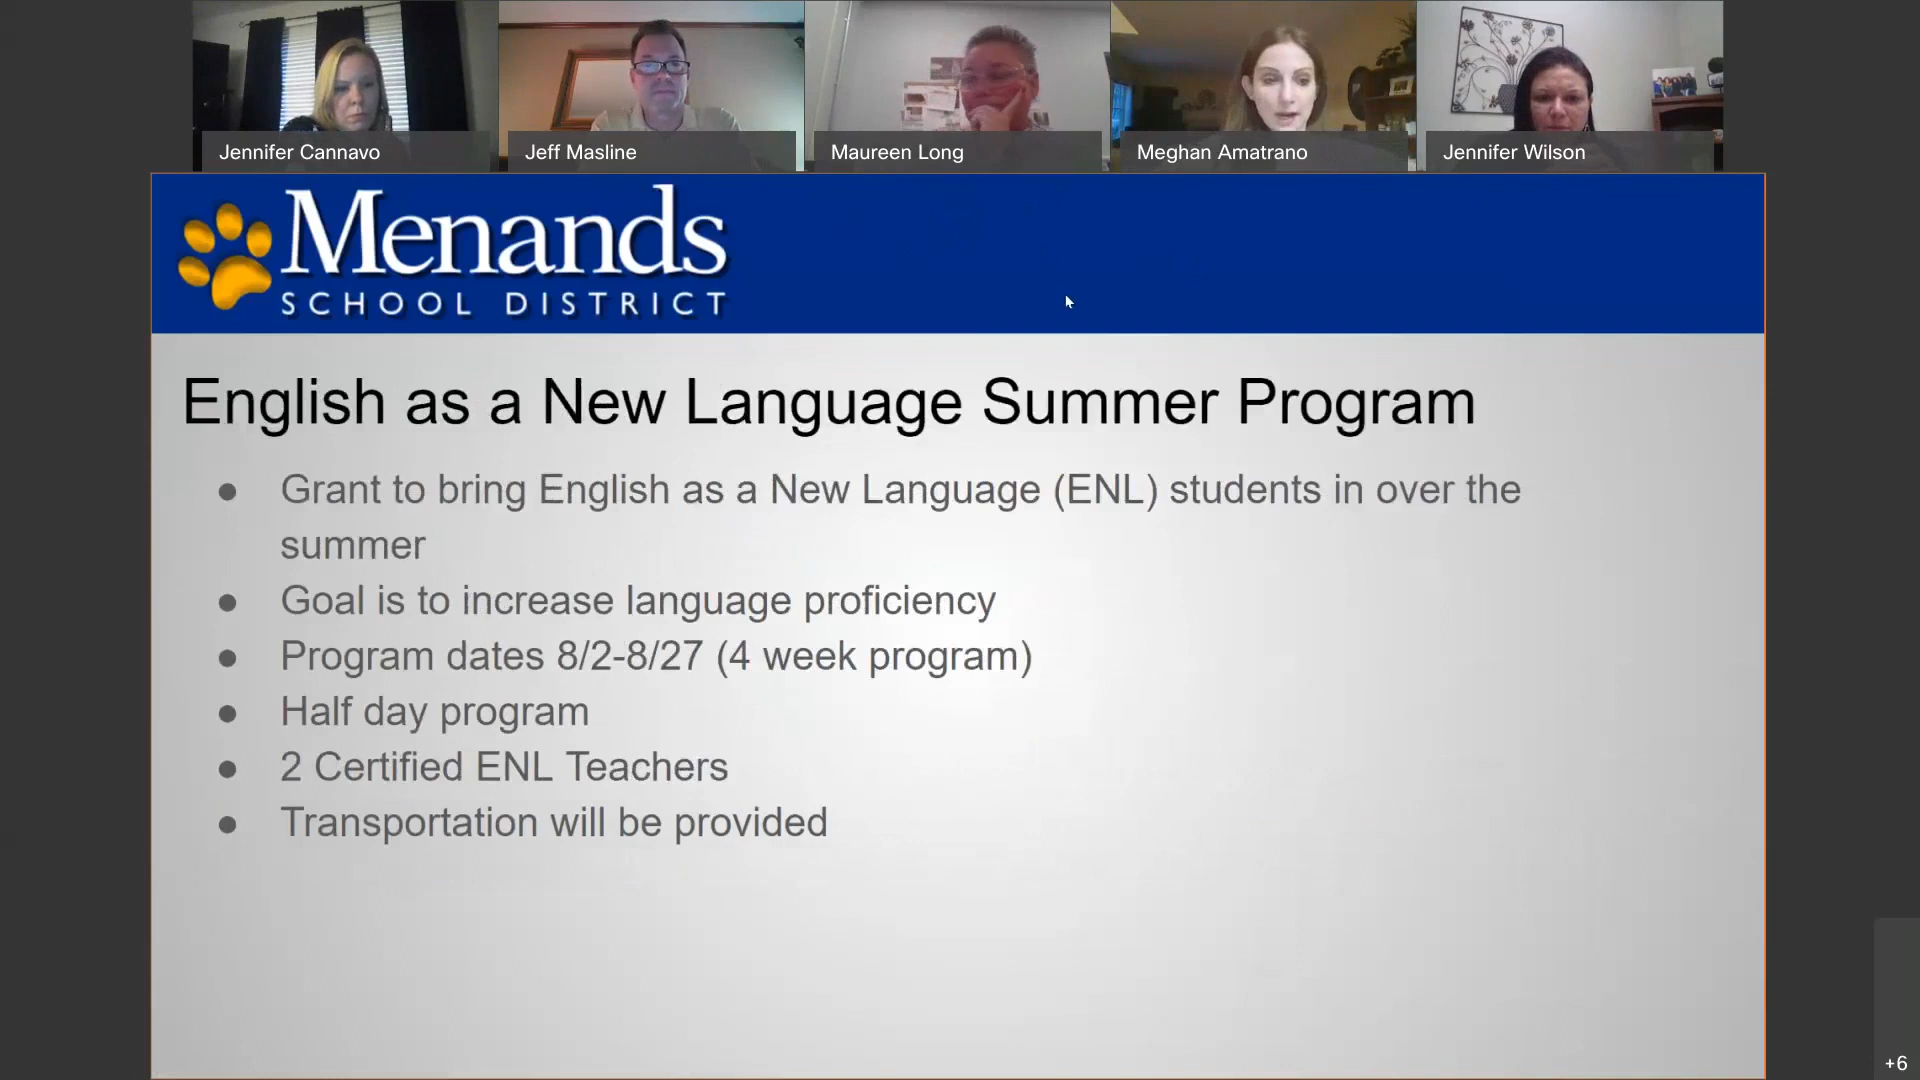 Jennifer Cannavo
Jeff Masline
Maureen Long
Meghan Amatrano
Jennifer Wilson
Menands
SCHOOL DISTRICT
English as a New Language Summer Program
● Grant to bring English as a New Language (ENL) students in over the
summer
● Goal is to increase language proficiency
● Program dates 8/2-8/27 (4 week program)
● Half day program
● 2 Certified ENL Teachers
● Transportation will be provided
+6